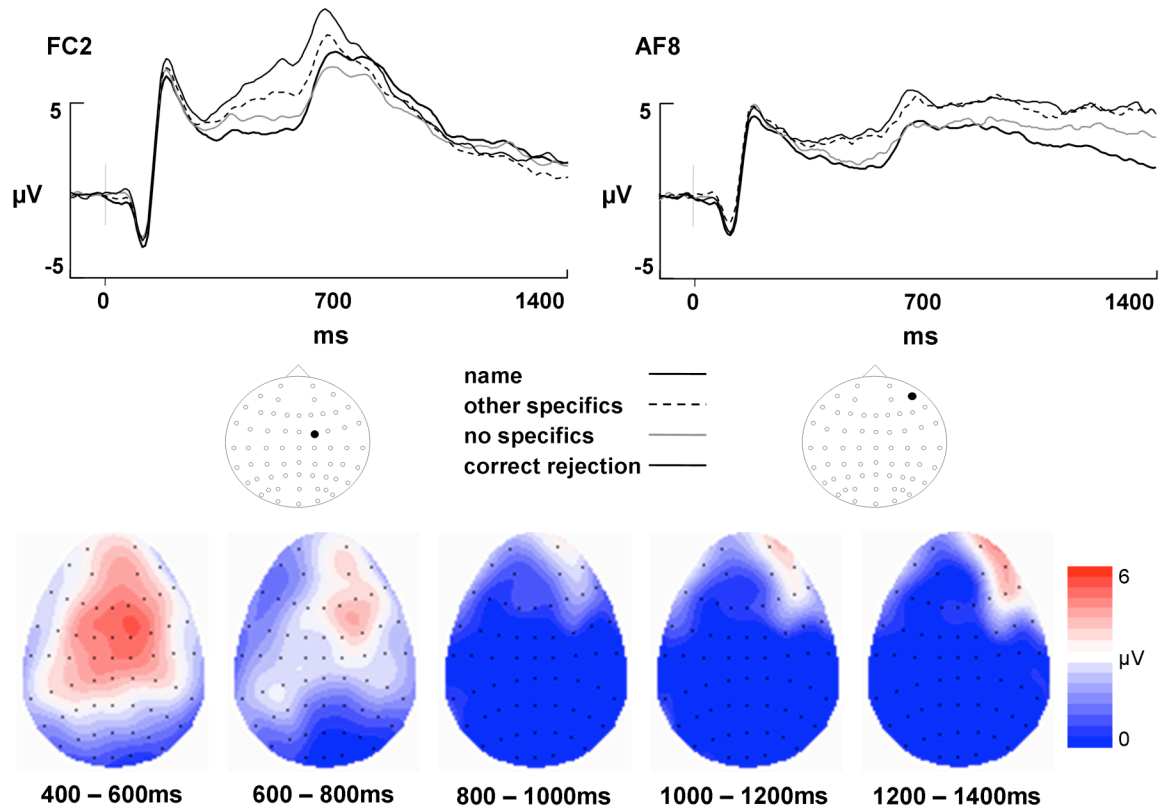 FC2
5
μV
-5
0 700 1400
ms
AF8
5
μV
-5
0 700 1400
ms
name
other specifics
no specifics
correct rejection
6
μV
0
400 – 600ms
600 – 800ms
800 – 1000ms
1000 – 1200ms
1200 – 1400ms